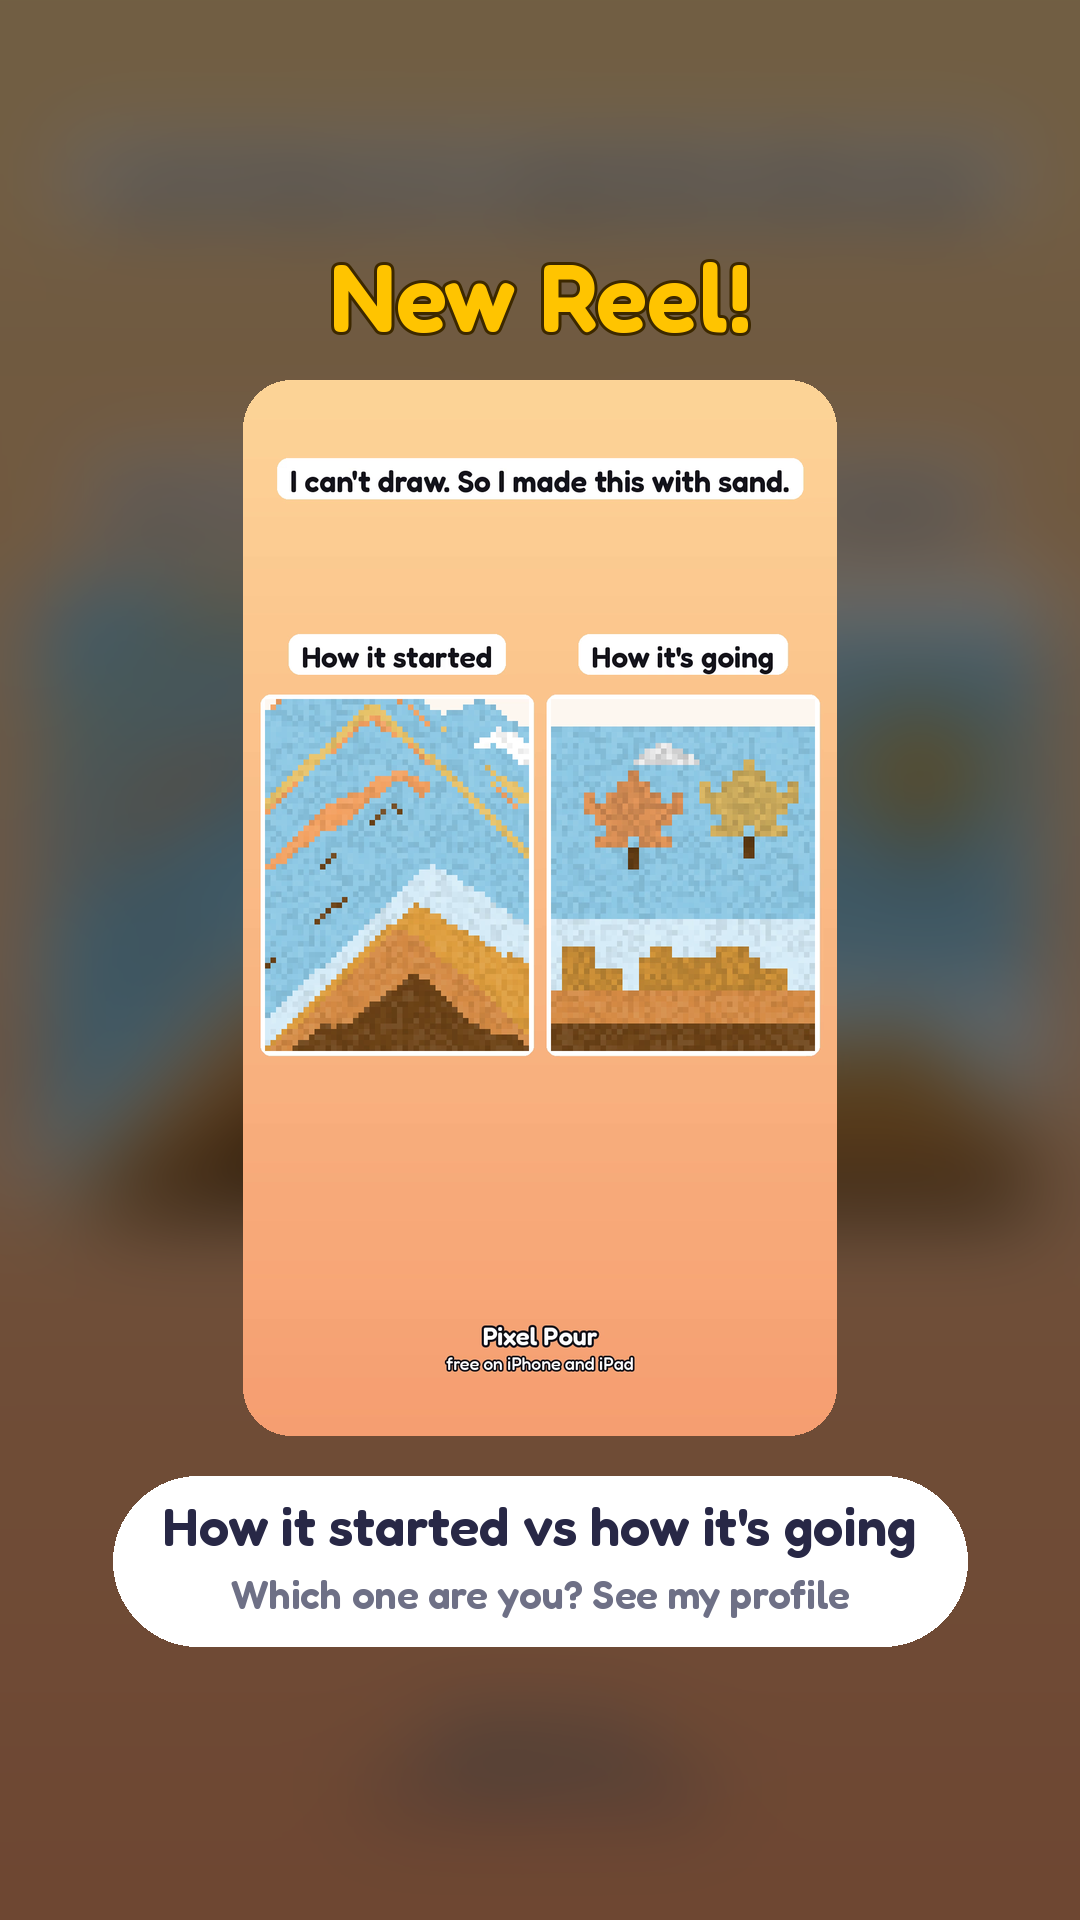 New Reel!
I can't draw. So I made this with sand.
How it started
How it's going
Pixel Pour
free on iPhone and iPad
How it started vs how it's going
Which one are you? See my profile